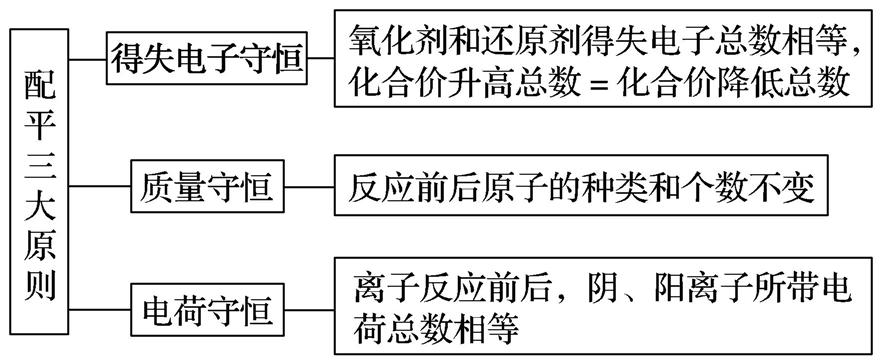 配平三大原则
得失电子守恒
氧化剂和还原剂得失电子总数相等，
化合价升高总数=化合价降低总数
质量守恒
反应前后原子的种类和个数不变
电荷守恒
离子反应前后，阴、阳离子所带电
荷总数相等